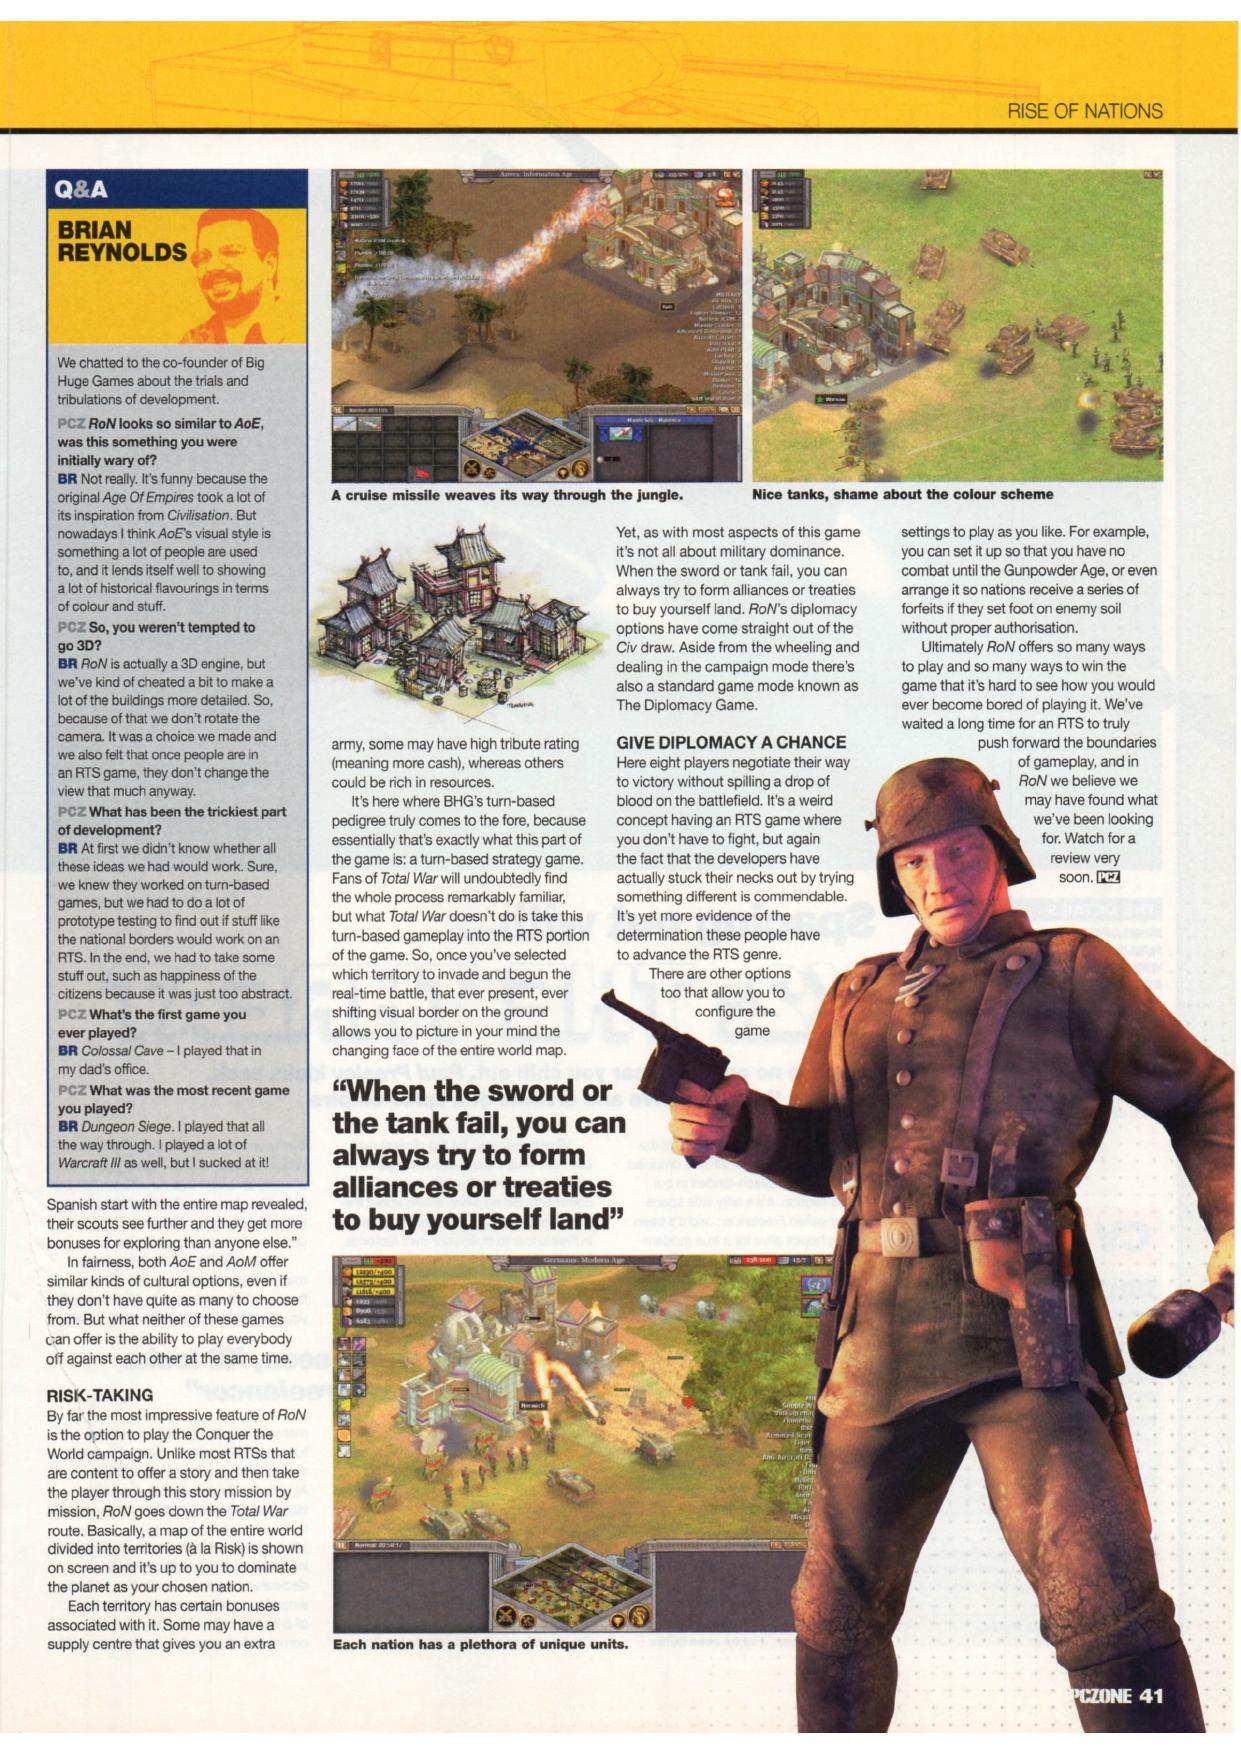 RISE OF NATIONS
Q&A
BRIAN
REYNOLDS
We chatted to the co-founder of Big
Huge Games about the trials and
tribulations of development.
PCZ RoN looks so similar to AoE,
was this something you were
initially wary of?
BR Not really. It's funny because the
original Age Of Empires took a lot of
its inspiration from Civilisation. But
nowadays I think AoE's visual style is
something a lot of people are used
to, and it lends itself well to showing
a lot of historical flavourings in terms
of colour and stuff.
PCZ So, you weren't tempted to
go 3D?
BR RoN is actually a 3D engine, but
we've kind of cheated a bit to make a
lot of the buildings more detailed. So,
because of that we don't rotate the
camera. It was a choice we made and
we also felt that once people are in
an RTS game, they don't change the
view that much anyway.
PCZ What has been the trickiest part
of development?
BR At first we didn't know whether all
these ideas we had would work. Sure,
we knew they worked on turn-based
games, but we had to do a lot of
prototype testing to find out if stuff like
the national borders would work on an
RTS. In the end, we had to take some
stuff out, such as happiness of the
citizens because it was just too abstract.
PCZ What's the first game you
ever played?
BR Colossal Cave – I played that in
my dad's office.
PCZ What was the most recent game
you played?
BR Dungeon Siege. I played that all
the way through. I played a lot of
Warcraft III as well, but I sucked at it!
Spanish start with the entire map revealed,
their scouts see further and they get more
bonuses for exploring than anyone else."
In fairness, both AoE and AoM offer
similar kinds of cultural options, even if
they don't have quite as many to choose
from. But what neither of these games
can offer is the ability to play everybody
off against each other at the same time.
RISK-TAKING
By far the most impressive feature of RoN
is the option to play the Conquer the
World campaign. Unlike most RTSs that
are content to offer a story and then take
the player through this story mission by
mission, RoN goes down the Total War
route. Basically, a map of the entire world
divided into territories (à la Risk) is shown
on screen and it's up to you to dominate
the planet as your chosen nation.
Each territory has certain bonuses
associated with it. Some may have a
supply centre that gives you an extra
Aztecs: Information Age
A cruise missile weaves its way through the jungle.
Warsaw
Nice tanks, shame about the colour scheme
army, some may have high tribute rating
(meaning more cash), whereas others
could be rich in resources.
It's here where BHG's turn-based
pedigree truly comes to the fore, because
essentially that's exactly what this part of
the game is: a turn-based strategy game.
Fans of Total War will undoubtedly find
the whole process remarkably familiar,
but what Total War doesn't do is take this
turn-based gameplay into the RTS portion
of the game. So, once you've selected
which territory to invade and begun the
real-time battle, that ever present, ever
shifting visual border on the ground
allows you to picture in your mind the
changing face of the entire world map.
"When the sword or
the tank fail, you can
always try to form
alliances or treaties
to buy yourself land"
Germans: Modern Age
Norwich
Each nation has a plethora of unique units.
Yet, as with most aspects of this game
it's not all about military dominance.
When the sword or tank fail, you can
always try to form alliances or treaties
to buy yourself land. RoN's diplomacy
options have come straight out of the
Civ draw. Aside from the wheeling and
dealing in the campaign mode there's
also a standard game mode known as
The Diplomacy Game.
GIVE DIPLOMACY A CHANCE
Here eight players negotiate their way
to victory without spilling a drop of
blood on the battlefield. It's a weird
concept having an RTS game where
you don't have to fight, but again
the fact that the developers have
actually stuck their necks out by trying
something different is commendable.
It's yet more evidence of the
determination these people have
to advance the RTS genre.
There are other options
too that allow you to
configure the
game
settings to play as you like. For example,
you can set it up so that you have no
combat until the Gunpowder Age, or even
arrange it so nations receive a series of
forfeits if they set foot on enemy soil
without proper authorisation.
Ultimately RoN offers so many ways
to play and so many ways to win the
game that it's hard to see how you would
ever become bored of playing it. We've
waited a long time for an RTS to truly
push forward the boundaries
of gameplay, and in
RoN we believe we
may have found what
we've been looking
for. Watch for a
review very
soon. PCZ
PCZONE 41